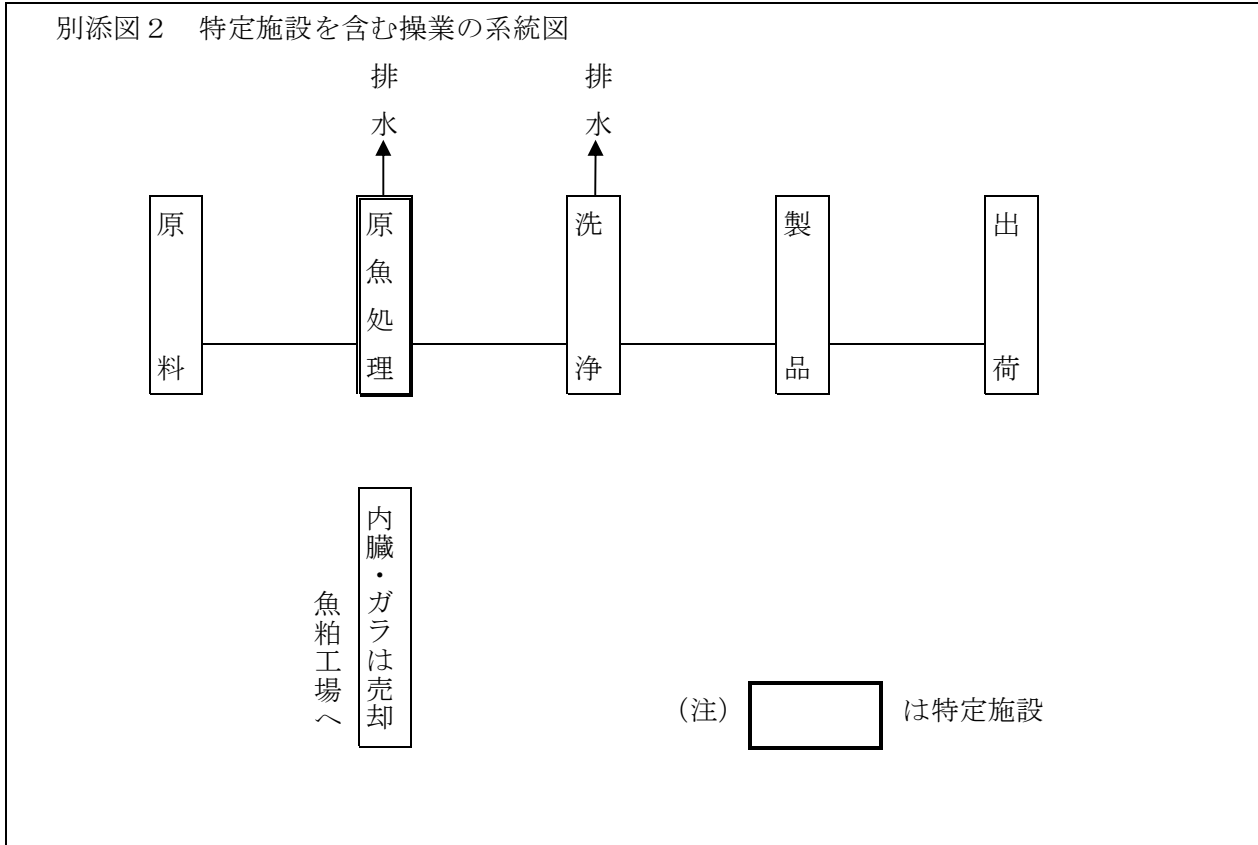 別添図２　特定施設を含む操業の系統図
排水
排水
原料
原魚処理
洗浄
製品
出荷
内臓・ガラは売却
魚粕工場へ
（注）　は特定施設